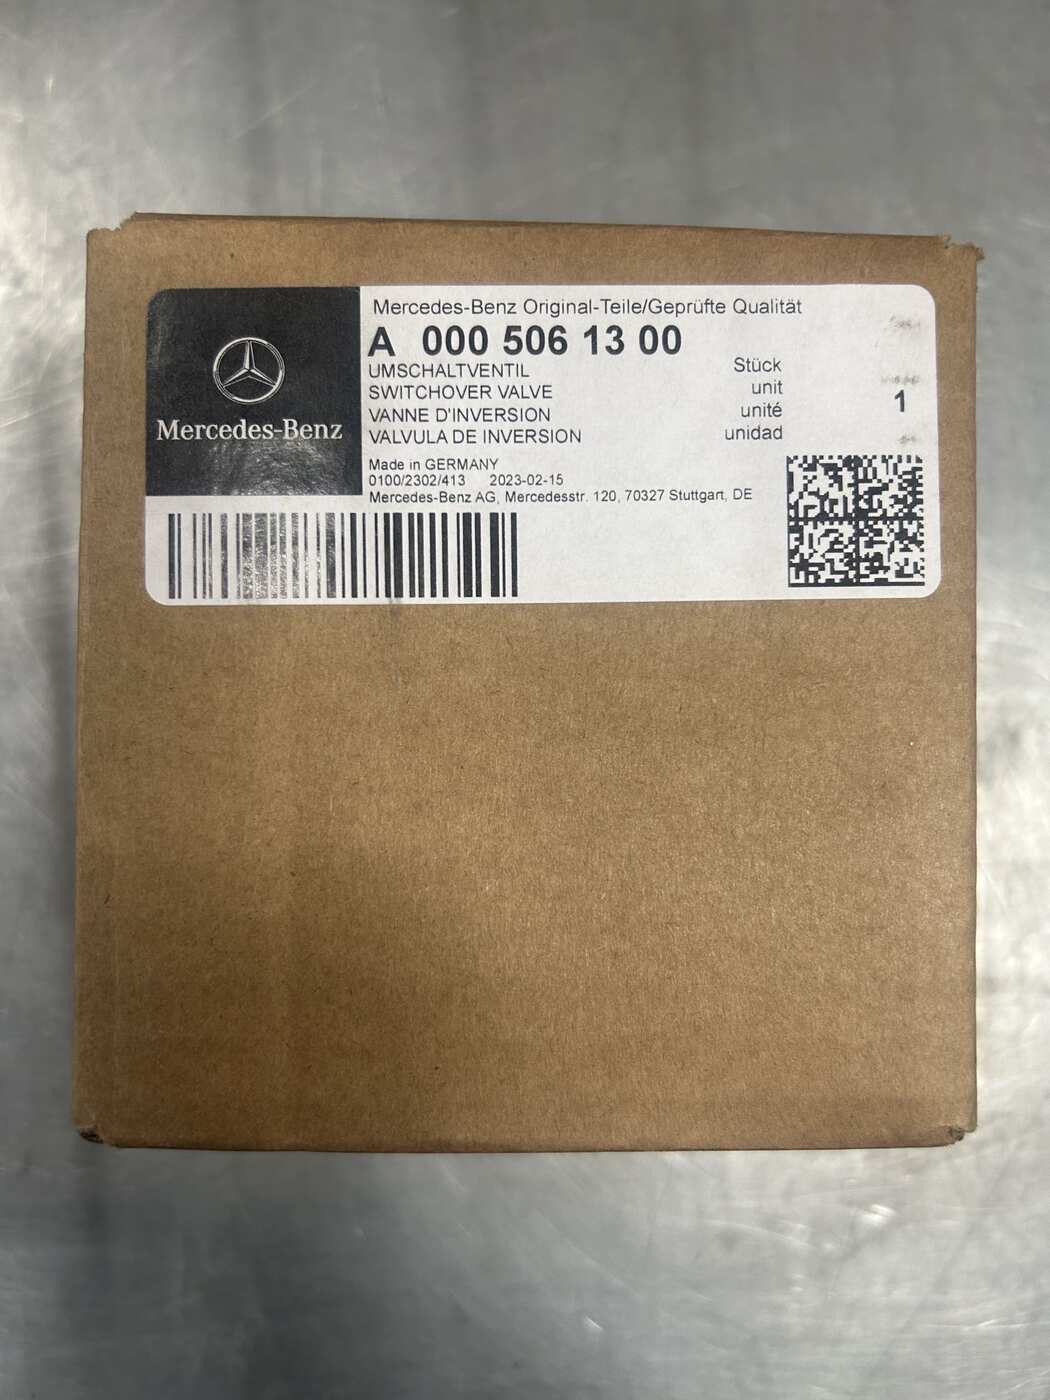 Mercedes-Benz
Mercedes-Benz Original-Teile/Geprüfte Qualität
A 000 506 13 00
UMSCHALTVENTIL Stück
SWITCHOVER VALVE unit
VANNE D'INVERSION unité
VALVULA DE INVERSION unidad
1
Made in GERMANY
0100/2302/413 2023-02-15
Mercedes-Benz AG, Mercedesstr. 120, 70327 Stuttgart, DE